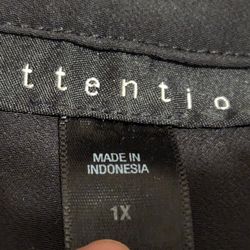 ttentio
MADE IN
INDONESIA
1X